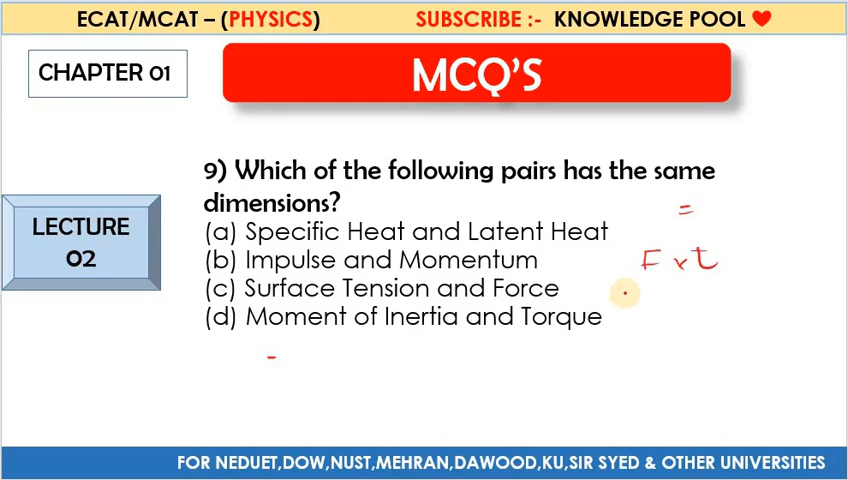 ECAT/MCAT – (PHYSICS) SUBSCRIBE :- KNOWLEDGE POOL ❤
CHAPTER 01
MCQ'S
9) Which of the following pairs has the same
dimensions?
LECTURE
02
(a) Specific Heat and Latent Heat
(b) Impulse and Momentum
(c) Surface Tension and Force
(d) Moment of Inertia and Torque
=
F x t
-
FOR NEDUET,DOW,NUST,MEHRAN,DAWOOD,KU,SIR SYED & OTHER UNIVERSITIES